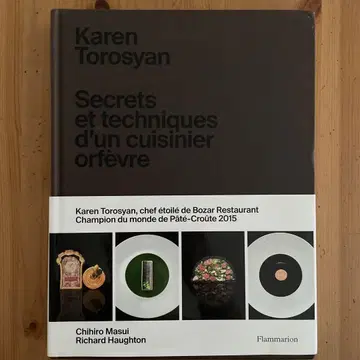 Karen
Torosyan
Secrets
et techniques
d'un cuisinier
orfèvre
Karen Torosyan, chef étoilé de Bozar Restaurant
Champion du monde de Pâté-Croûte 2015
Chihiro Masui
Richard Haughton
Flammarion